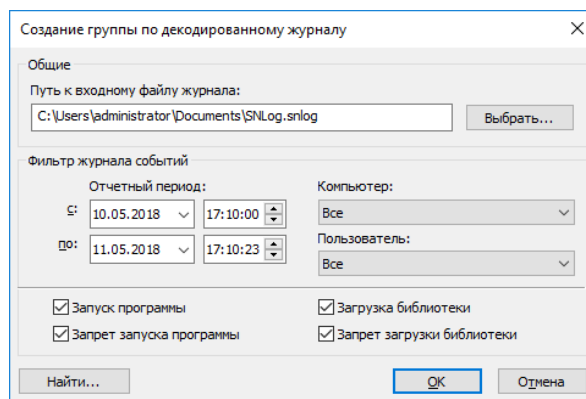 Создание группы по декодированному журналу
Общие
Путь к входному файлу журнала:
C:\Users\administrator\Documents\SNLog.snlog
Выбрать...
Фильтр журнала событий
Отчетный период:
Компьютер:
с: 10.05.2018 17:10:00
Все
по: 11.05.2018 17:10:23
Пользователь:
Все
Запуск программы
Загрузка библиотеки
Запрет запуска программы
Запрет загрузки библиотеки
Найти...
OK
Отмена